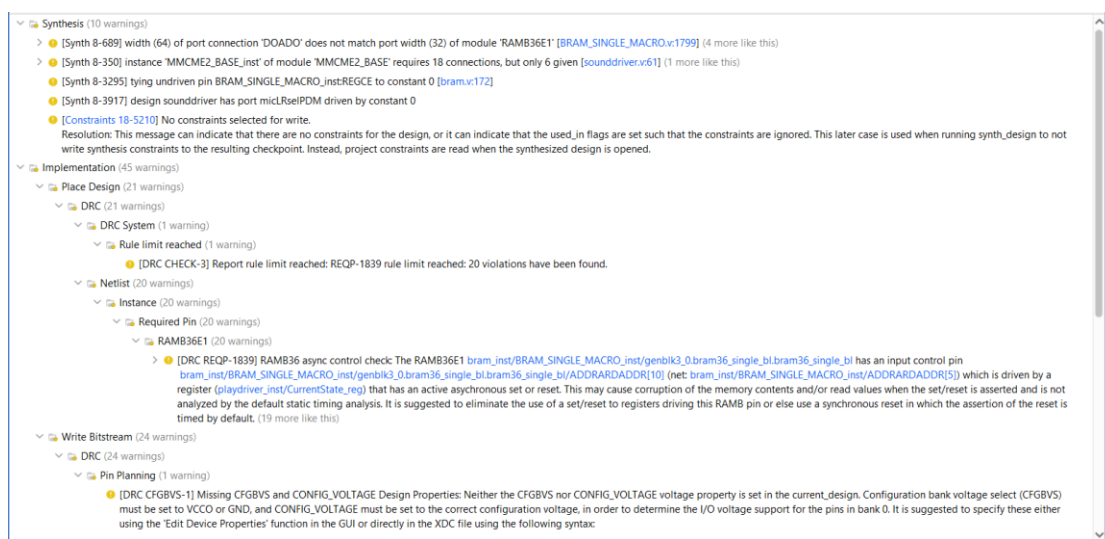 Synthesis (10 warnings)
[Synth 8-689] width (64) of port connection 'DOADO' does not match port width (32) of module 'RAMB36E1' [BRAM_SINGLE_MACRO.v:1799] (4 more like this)
[Synth 8-350] instance 'MMCME2_BASE_inst' of module 'MMCME2_BASE' requires 18 connections, but only 6 given [sounddriver.v:61] (1 more like this)
[Synth 8-3295] tying undriven pin BRAM_SINGLE_MACRO_inst:REGCE to constant 0 [bram.v:172]
[Synth 8-3917] design sounddriver has port micLRselPDM driven by constant 0
[Constraints 18-5210] No constraints selected for write.
Resolution: This message can indicate that there are no constraints for the design, or it can indicate that the used_in flags are set such that the constraints are ignored. This later case is used when running synth_design to not
write synthesis constraints to the resulting checkpoint. Instead, project constraints are read when the synthesized design is opened.
Implementation (45 warnings)
Place Design (21 warnings)
DRC (21 warnings)
DRC System (1 warning)
Rule limit reached (1 warning)
[DRC CHECK-3] Report rule limit reached: REQP-1839 rule limit reached: 20 violations have been found.
Netlist (20 warnings)
Instance (20 warnings)
Required Pin (20 warnings)
RAMB36E1 (20 warnings)
[DRC REQP-1839] RAMB36 async control check: The RAMB36E1 bram_inst/BRAM_SINGLE_MACRO_inst/genblk3_0.bram36_single_bl.bram36_single_bl has an input control pin
bram_inst/BRAM_SINGLE_MACRO_inst/genblk3_0.bram36_single_bl.bram36_single_bl/ADDRARDADDR[10] (net: bram_inst/BRAM_SINGLE_MACRO_inst/ADDRARDADDR[5]) which is driven by a
register (playdriver_inst/CurrentState_reg) that has an active asychronous set or reset. This may cause corruption of the memory contents and/or read values when the set/reset is asserted and is not
analyzed by the default static timing analysis. It is suggested to eliminate the use of a set/reset to registers driving this RAMB pin or else use a synchronous reset in which the assertion of the reset is
timed by default. (19 more like this)
Write Bitstream (24 warnings)
DRC (24 warnings)
Pin Planning (1 warning)
[DRC CFGBVS-1] Missing CFGBVS and CONFIG_VOLTAGE Design Properties: Neither the CFGBVS nor CONFIG_VOLTAGE voltage property is set in the current_design. Configuration bank voltage select (CFGBVS)
must be set to VCCO or GND, and CONFIG_VOLTAGE must be set to the correct configuration voltage, in order to determine the I/O voltage support for the pins in bank 0. It is suggested to specify these either
using the 'Edit Device Properties' function in the GUI or directly in the XDC file using the following syntax: